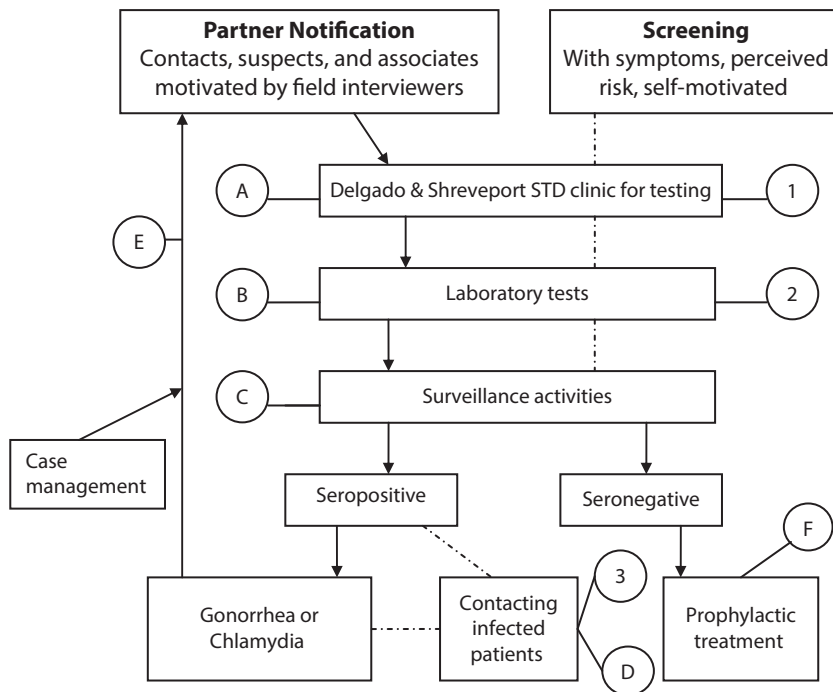 Partner Notification
Contacts, suspects, and associates
motivated by field interviewers
Screening
With symptoms, perceived
risk, self-motivated
A
Delgado & Shreveport STD clinic for testing
1
E
B
Laboratory tests
2
C
Surveillance activities
Case
management
Seropositive
Seronegative
F
Gonorrhea or
Chlamydia
Contacting
infected
patients
3
D
Prophylactic
treatment